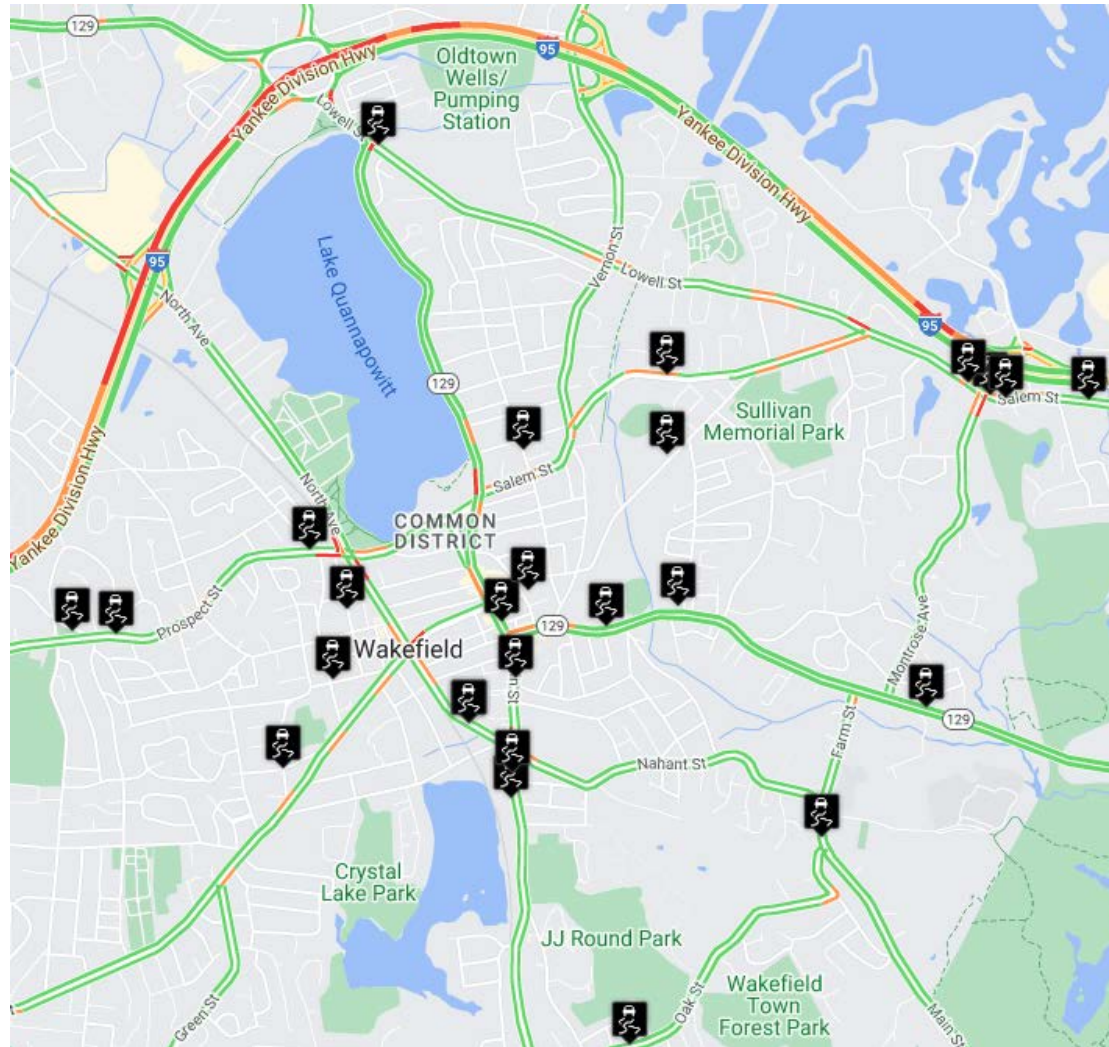 129
Yankee Division Hwy
Oldtown
Wells/
Pumping
Station
95
Lowell St
Yankee Division Hwy
95
North Ave
Lake Quannapowitt
Vernon St
Lowell St
95
129
Sullivan
Memorial Park
Salem St
Yankee Division Hwy
North Ave
Salem St
COMMON
DISTRICT
Prospect St
129
Wakefield
Montrose Ave
n St
Farm St
129
Nahant St
Crystal
Lake Park
JJ Round Park
Wakefield
Town
Forest Park
Oak St
Green St
Main St